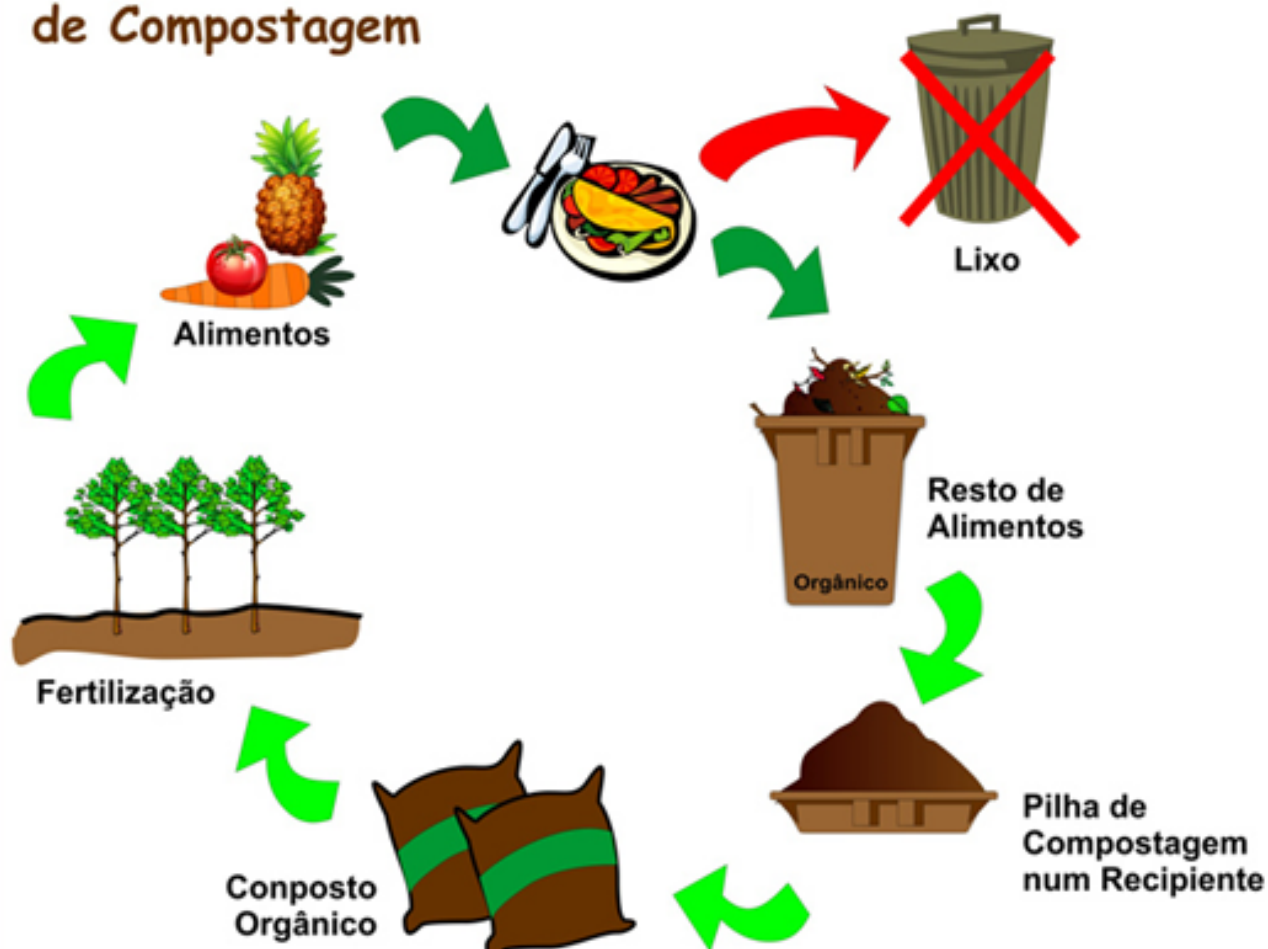 de Compostagem
Lixo
Alimentos
Resto de
Alimentos
Orgânico
Fertilização
Pilha de
Compostagem
num Recipiente
Conposto
Orgânico